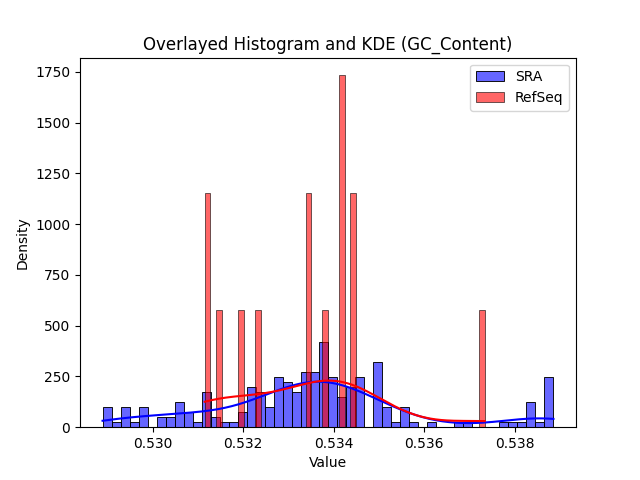 Overlayed Histogram and KDE (GC_Content)
SRA
RefSeq
1750
1500
1250
1000
750
500
250
0
Density
0.530 0.532 0.534 0.536 0.538
Value